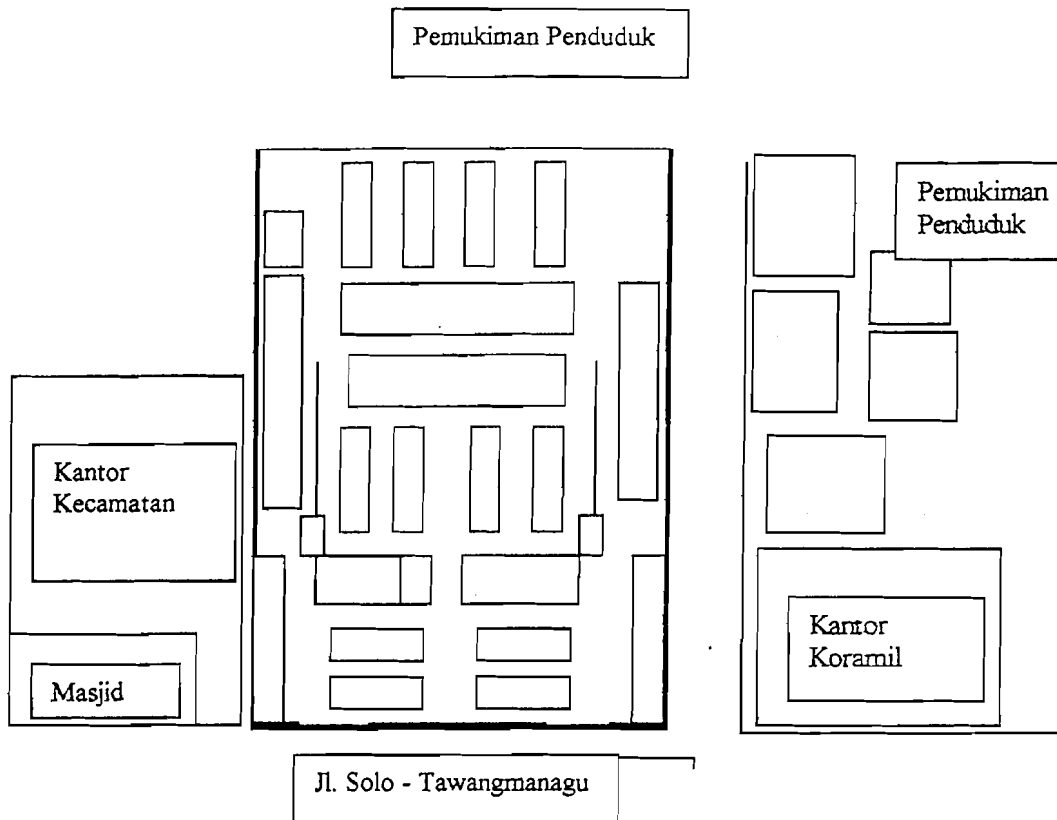 Pemukiman Penduduk
Pemukiman
Penduduk
Kantor
Kecamatan
Kantor
Koramil
Masjid
Jl. Solo - Tawangmanagu